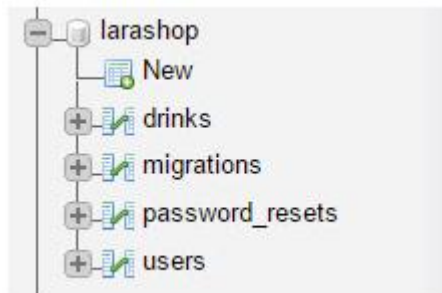 larashop
New
drinks
migrations
password_resets
users